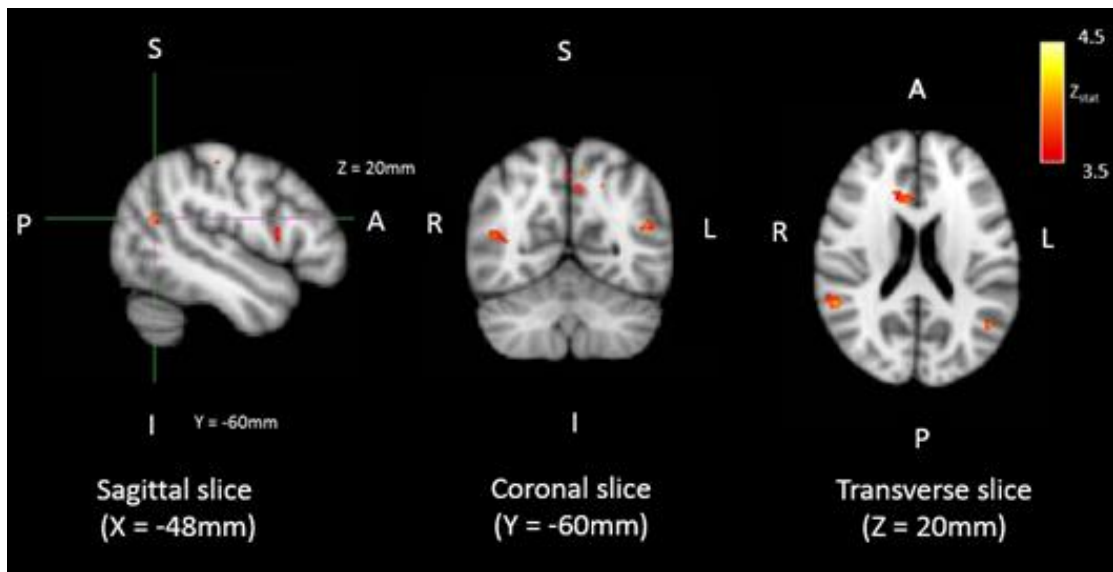 S
P
A
Z = 20mm
I
Y = -60mm
Sagittal slice
(X = -48mm)
S
R
L
I
Coronal slice
(Y = -60mm)
A
R
L
P
Transverse slice
(Z = 20mm)
4.5
Zstat
3.5